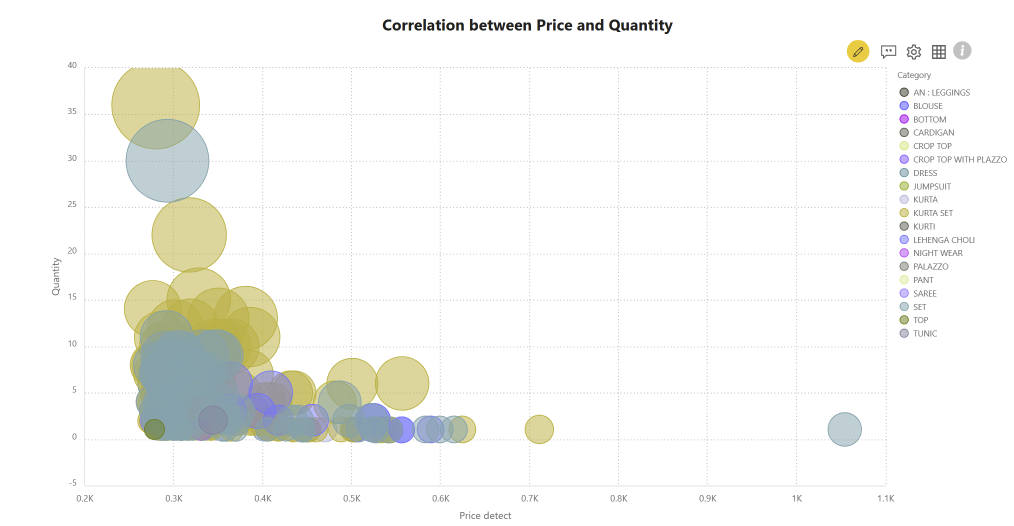 Correlation between Price and Quantity
Category
AN : LEGGINGS
BLOUSE
BOTTOM
CARDIGAN
CROP TOP
CROP TOP WITH PLAZZO
DRESS
JUMPSUIT
KURTA
KURTA SET
KURTI
LEHENGA CHOLI
NIGHT WEAR
PALAZZO
PANT
SAREE
SET
TOP
TUNIC
Quantity
40
35
30
25
20
15
10
5
0
-5
0.2K 0.3K 0.4K 0.5K 0.6K 0.7K 0.8K 0.9K 1K 1.1K
Price detect